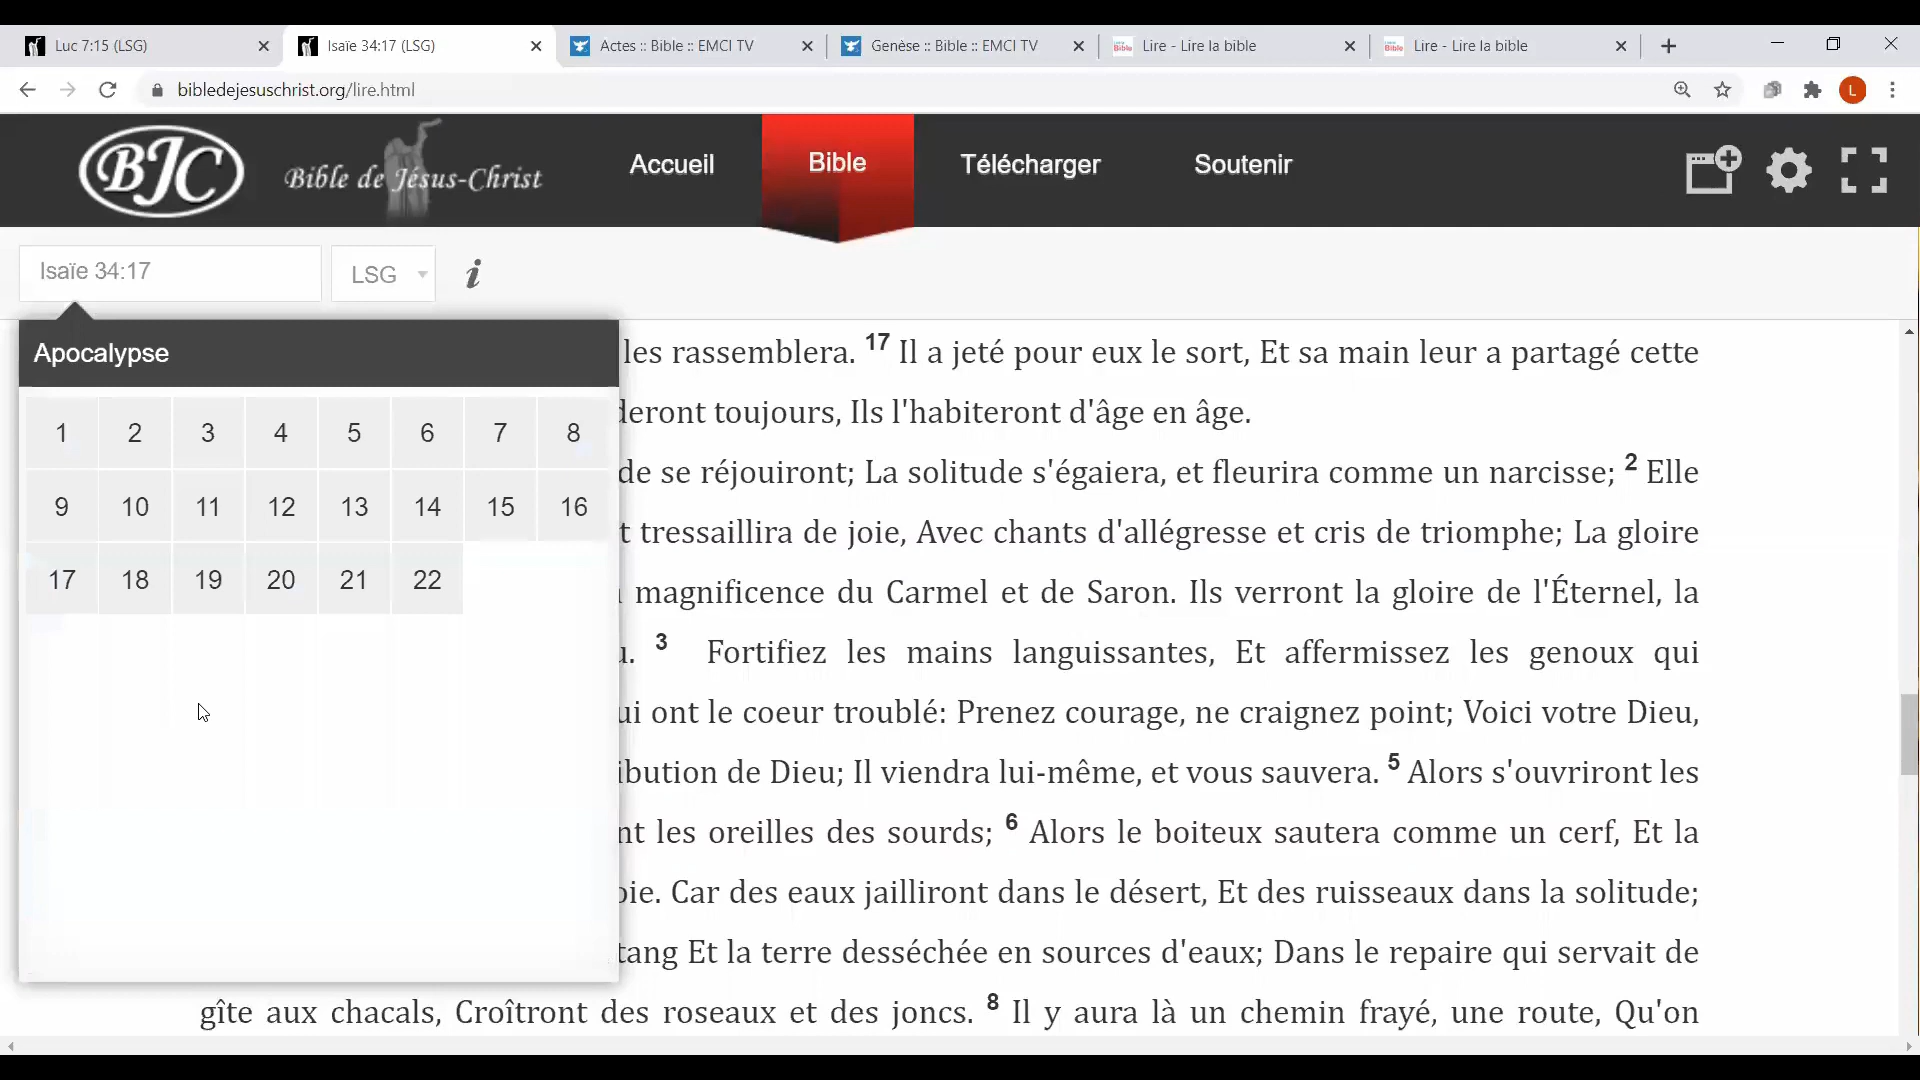 Luc 7:15 (LSG)
Isaïe 34:17 (LSG)
Actes :: Bible :: EMCI TV
Genèse :: Bible :: EMCI TV
Lire - Lire la bible
Lire - Lire la bible
bibledejesuschrist.org/lire.html
L
BJC
Bible de Jésus-Christ
Accueil
Bible
Télécharger
Soutenir
Isaïe 34:17
LSG
i
Apocalypse
1 2 3 4 5 6 7 8
9 10 11 12 13 14 15 16
17 18 19 20 21 22
les rassemblera. 17 Il a jeté pour eux le sort, Et sa main leur a partagé cette
deront toujours, Ils l'habiteront d'âge en âge.
de se réjouiront; La solitude s'égaiera, et fleurira comme un narcisse; 2 Elle
t tressaillira de joie, Avec chants d'allégresse et cris de triomphe; La gloire
magnificence du Carmel et de Saron. Ils verront la gloire de l'Éternel, la
u. 3 Fortifiez les mains languissantes, Et affermissez les genoux qui
ui ont le coeur troublé: Prenez courage, ne craignez point; Voici votre Dieu,
ibution de Dieu; Il viendra lui-même, et vous sauvera. 5 Alors s'ouvriront les
nt les oreilles des sourds; 6 Alors le boiteux sautera comme un cerf, Et la
oie. Car des eaux jailliront dans le désert, Et des ruisseaux dans la solitude;
tang Et la terre desséchée en sources d'eaux; Dans le repaire qui servait de
gîte aux chacals, Croîtront des roseaux et des joncs. 8 Il y aura là un chemin frayé, une route, Qu'on